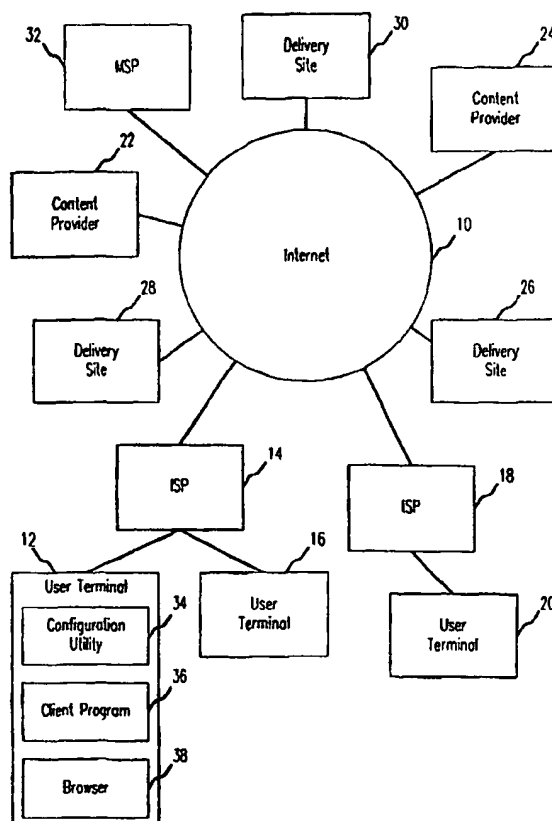 32
MSP
Delivery
Site
30
24
Content
Provider
22
Content
Provider
10
Internet
28
Delivery
Site
26
Delivery
Site
14
ISP
18
ISP
12
User Terminal
Configuration
Utility
34
Client Program
36
Browser
38
16
User
Terminal
User
Terminal
20